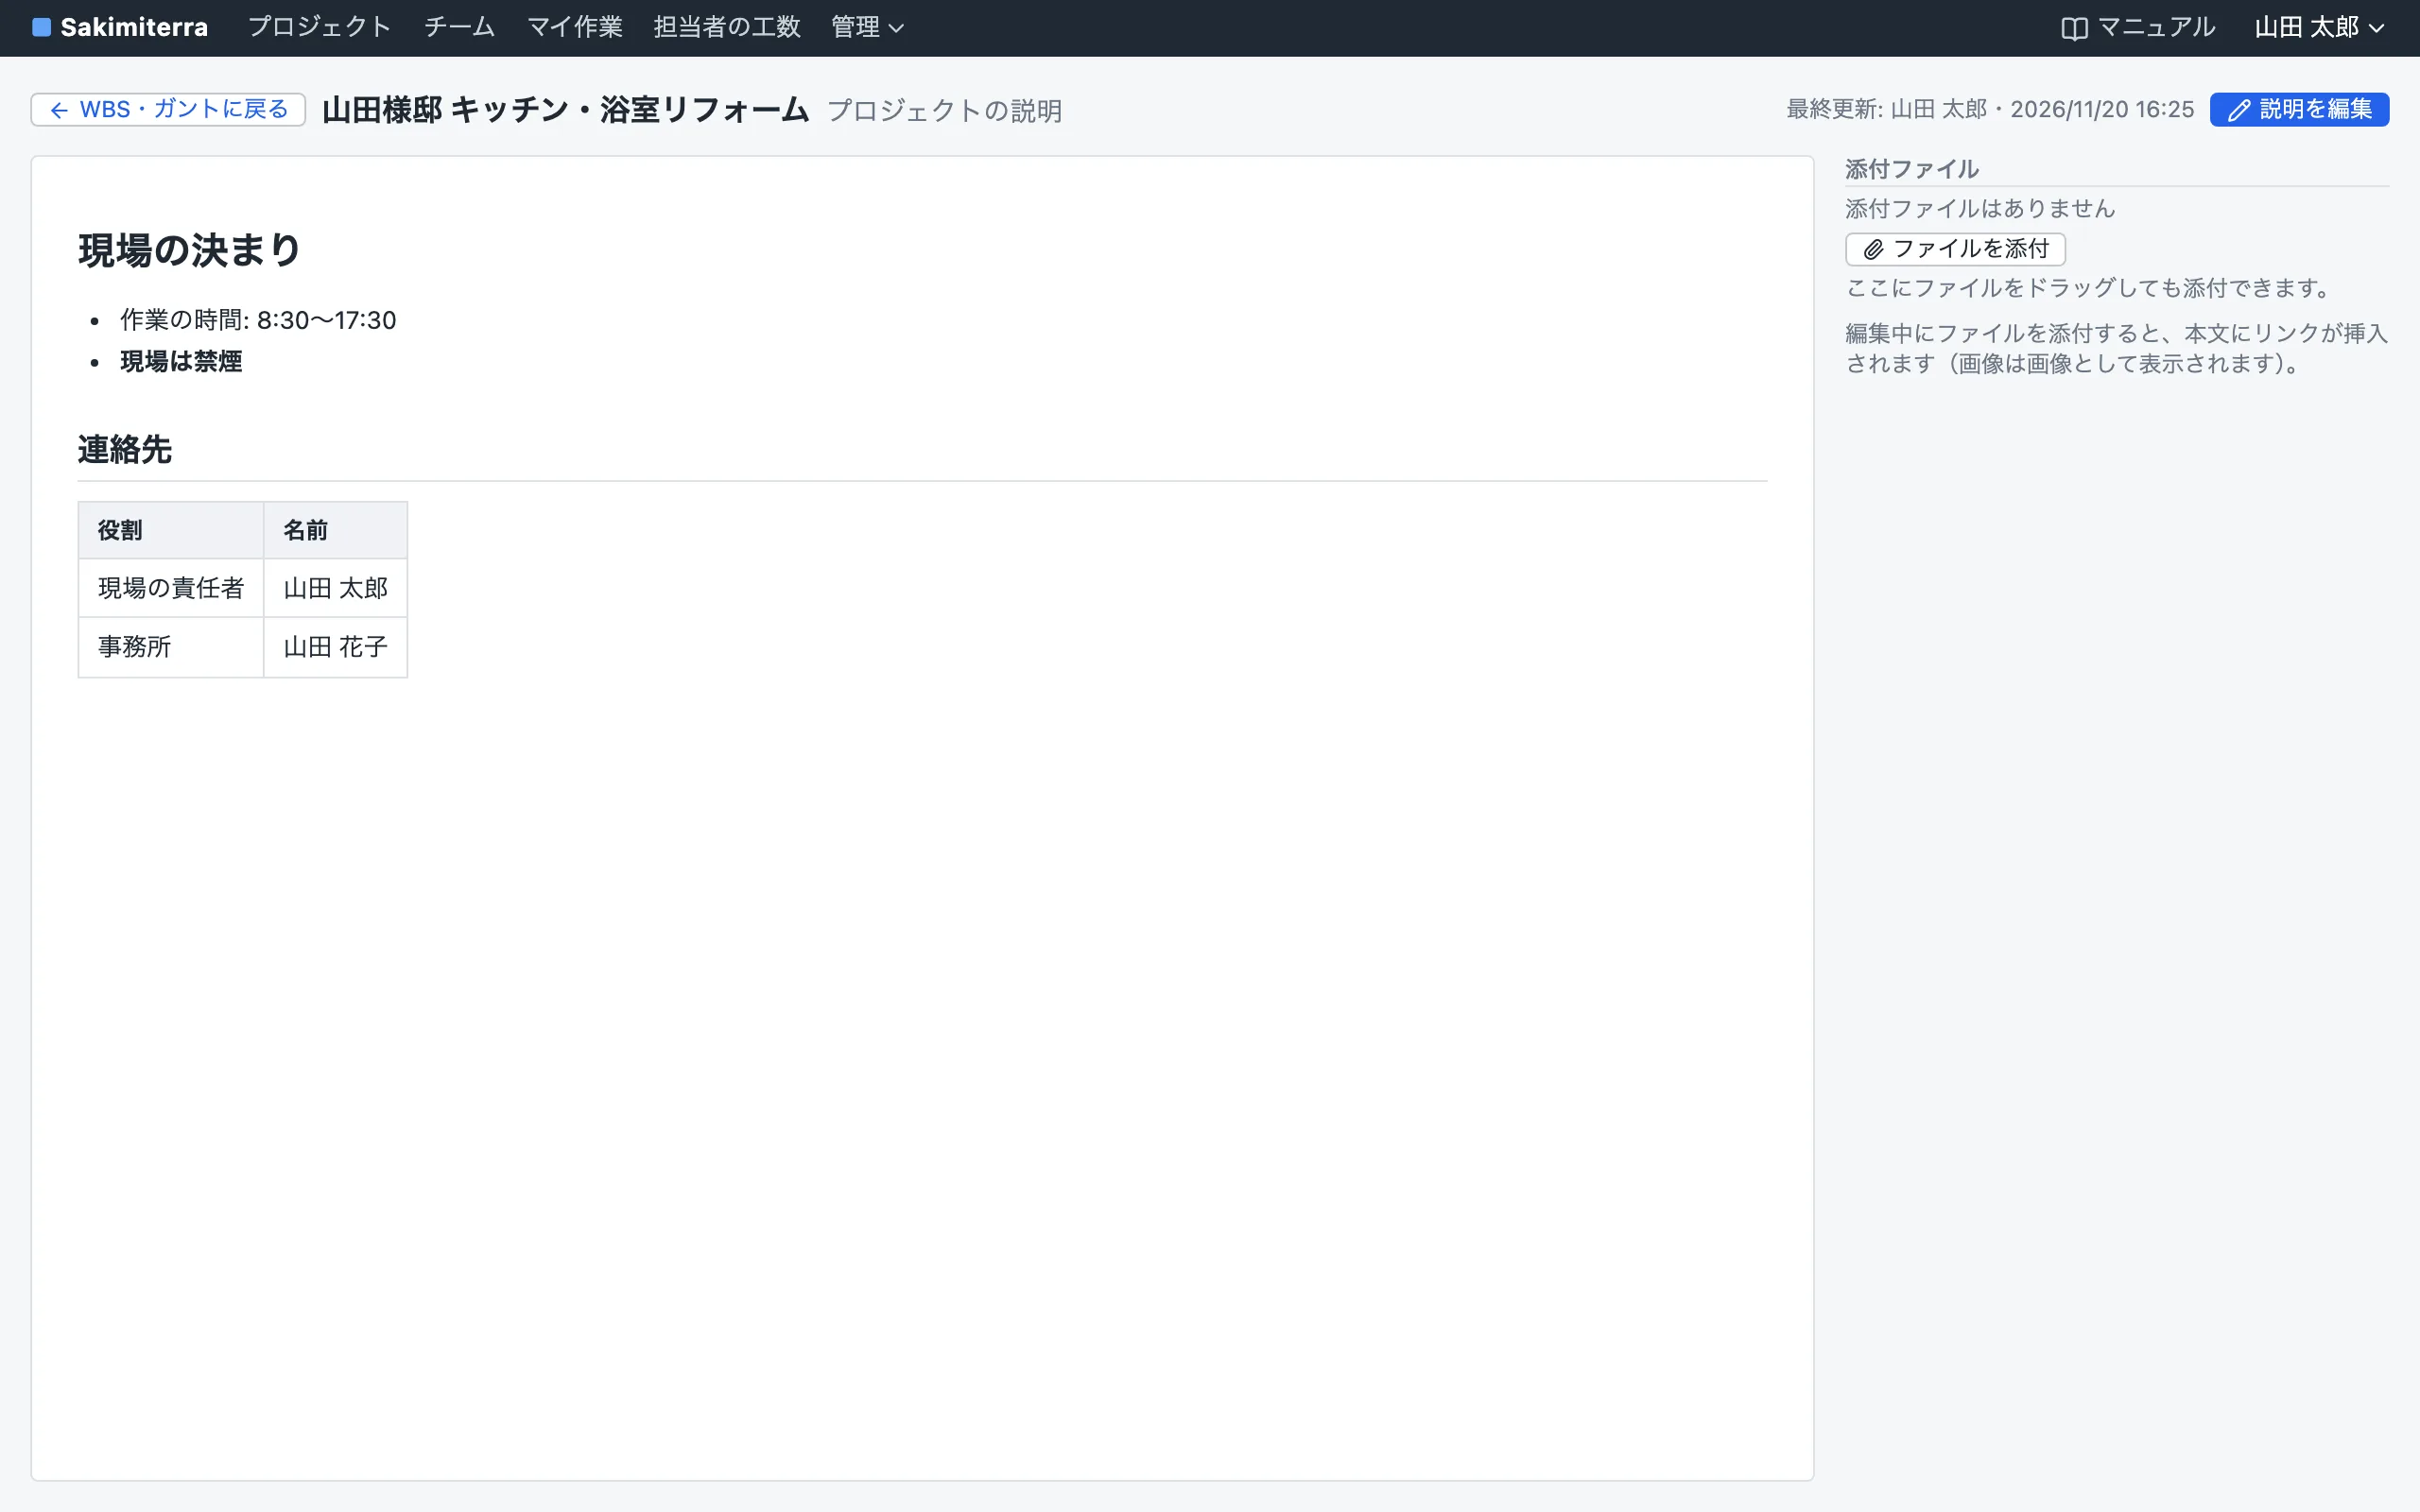 Sakimiterra プロジェクト チーム マイ作業 担当者の工数 管理 マニュアル 山田 太郎
WBS・ガントに戻る 山田様邸 キッチン・浴室リフォーム プロジェクトの説明 最終更新: 山田 太郎・2026/11/20 16:25 説明を編集
現場の決まり
作業の時間: 8:30〜17:30
現場は禁煙
連絡先
役割 名前
現場の責任者 山田 太郎
事務所 山田 花子
添付ファイル
添付ファイルはありません
ファイルを添付
ここにファイルをドラッグしても添付できます。
編集中にファイルを添付すると、本文にリンクが挿入
されます（画像は画像として表示されます）。